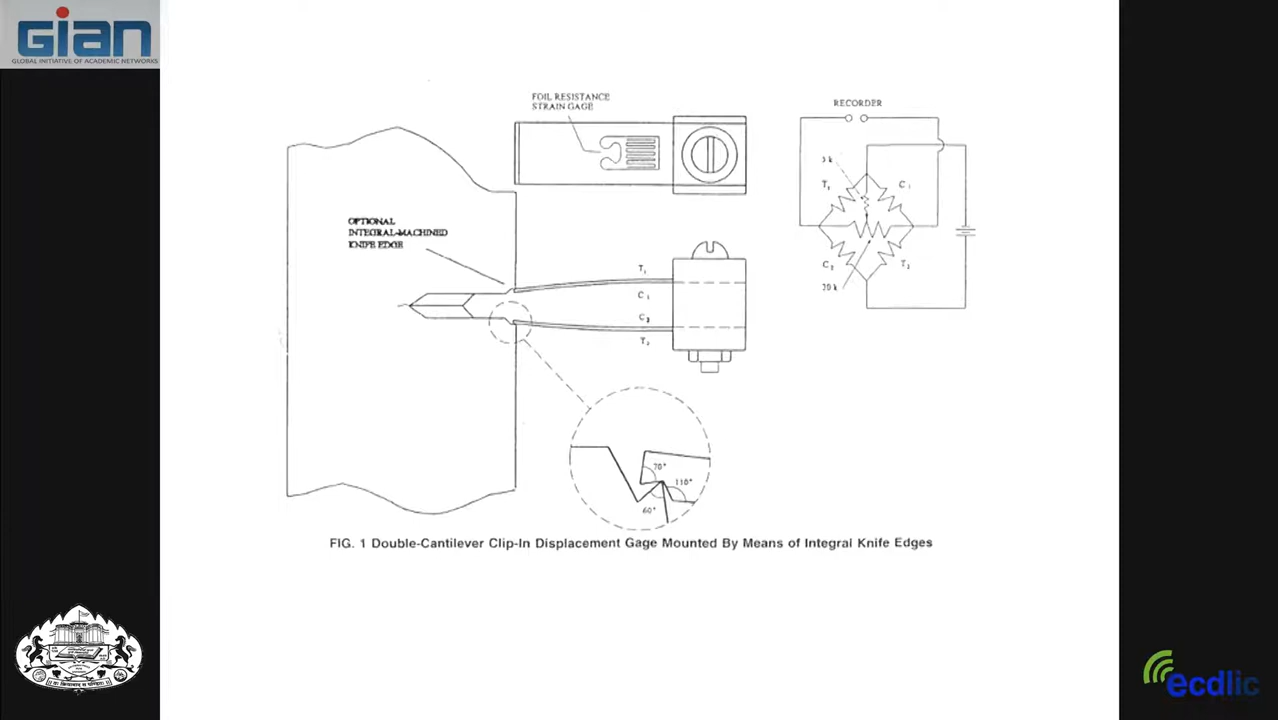 GIAN
GLOBAL INITIATIVE OF ACADEMIC NETWORKS
FOIL RESISTANCE
STRAIN GAGE
RECORDER
T₁
C₁
C₂
T₂
20 k
OPTIONAL
INTEGRAL-MACHINED
KNIFE EDGE
T₁
C₁
C₂
T₂
70°
110°
60°
FIG. 1 Double-Cantilever Clip-In Displacement Gage Mounted By Means of Integral Knife Edges
ecdlic